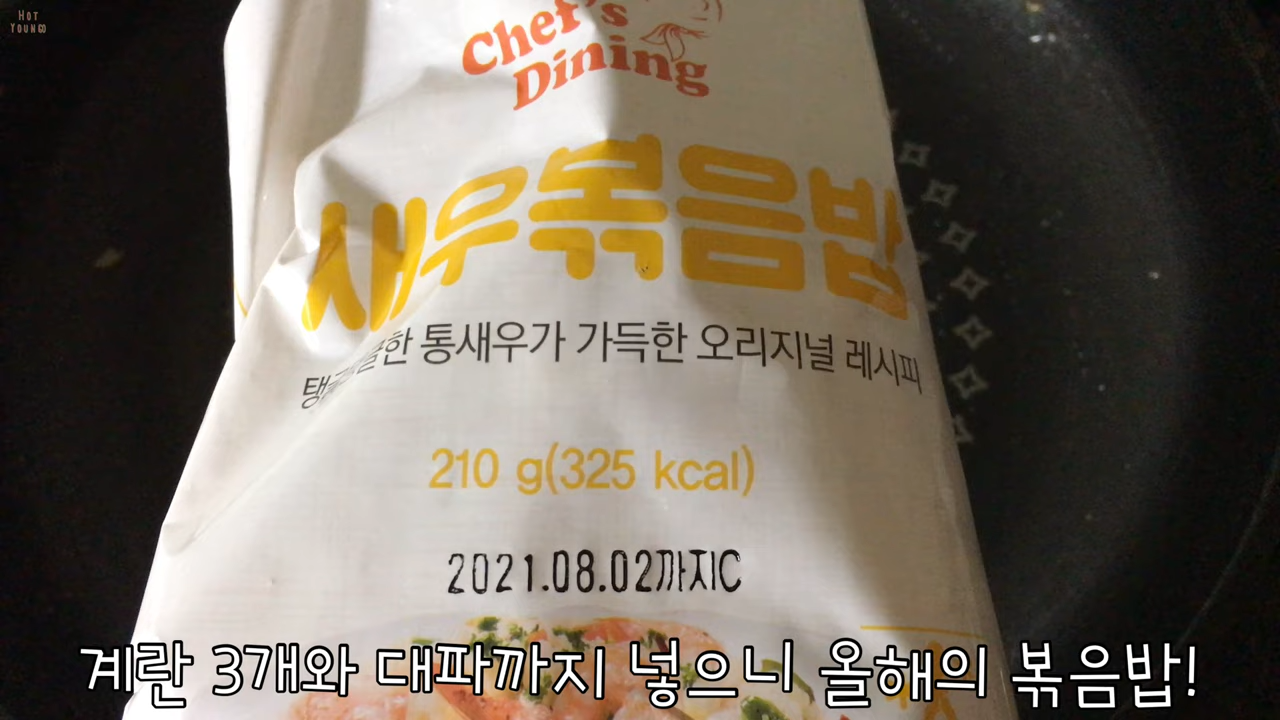 HOT
YOUNGG
Chef's
Dining
새우볶음밥
통새우가 가득한 오리지널 레시피
210 g(325 kcal)
2021.08.02까지C
계란 3개와 대파까지 넣으니 올해의 볶음밥!